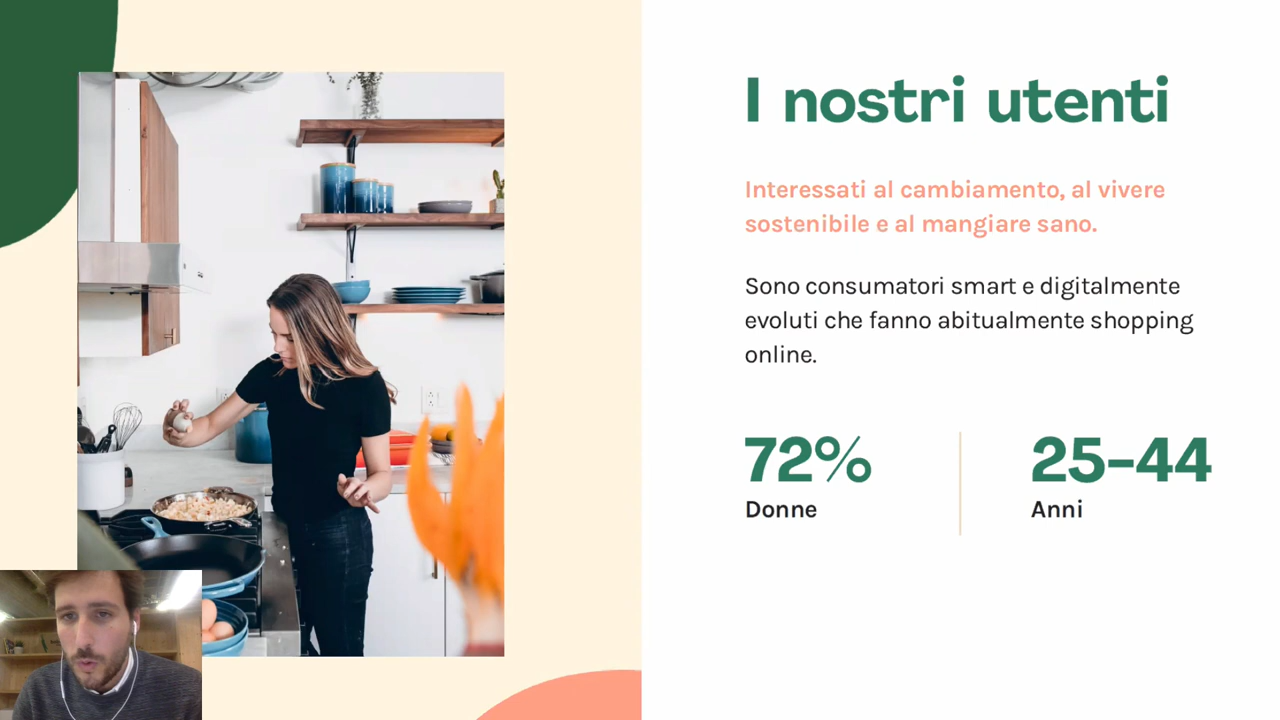 I nostri utenti
Interessati al cambiamento, al vivere
sostenibile e al mangiare sano.
Sono consumatori smart e digitalmente
evoluti che fanno abitualmente shopping
online.
72%
Donne
25–44
Anni